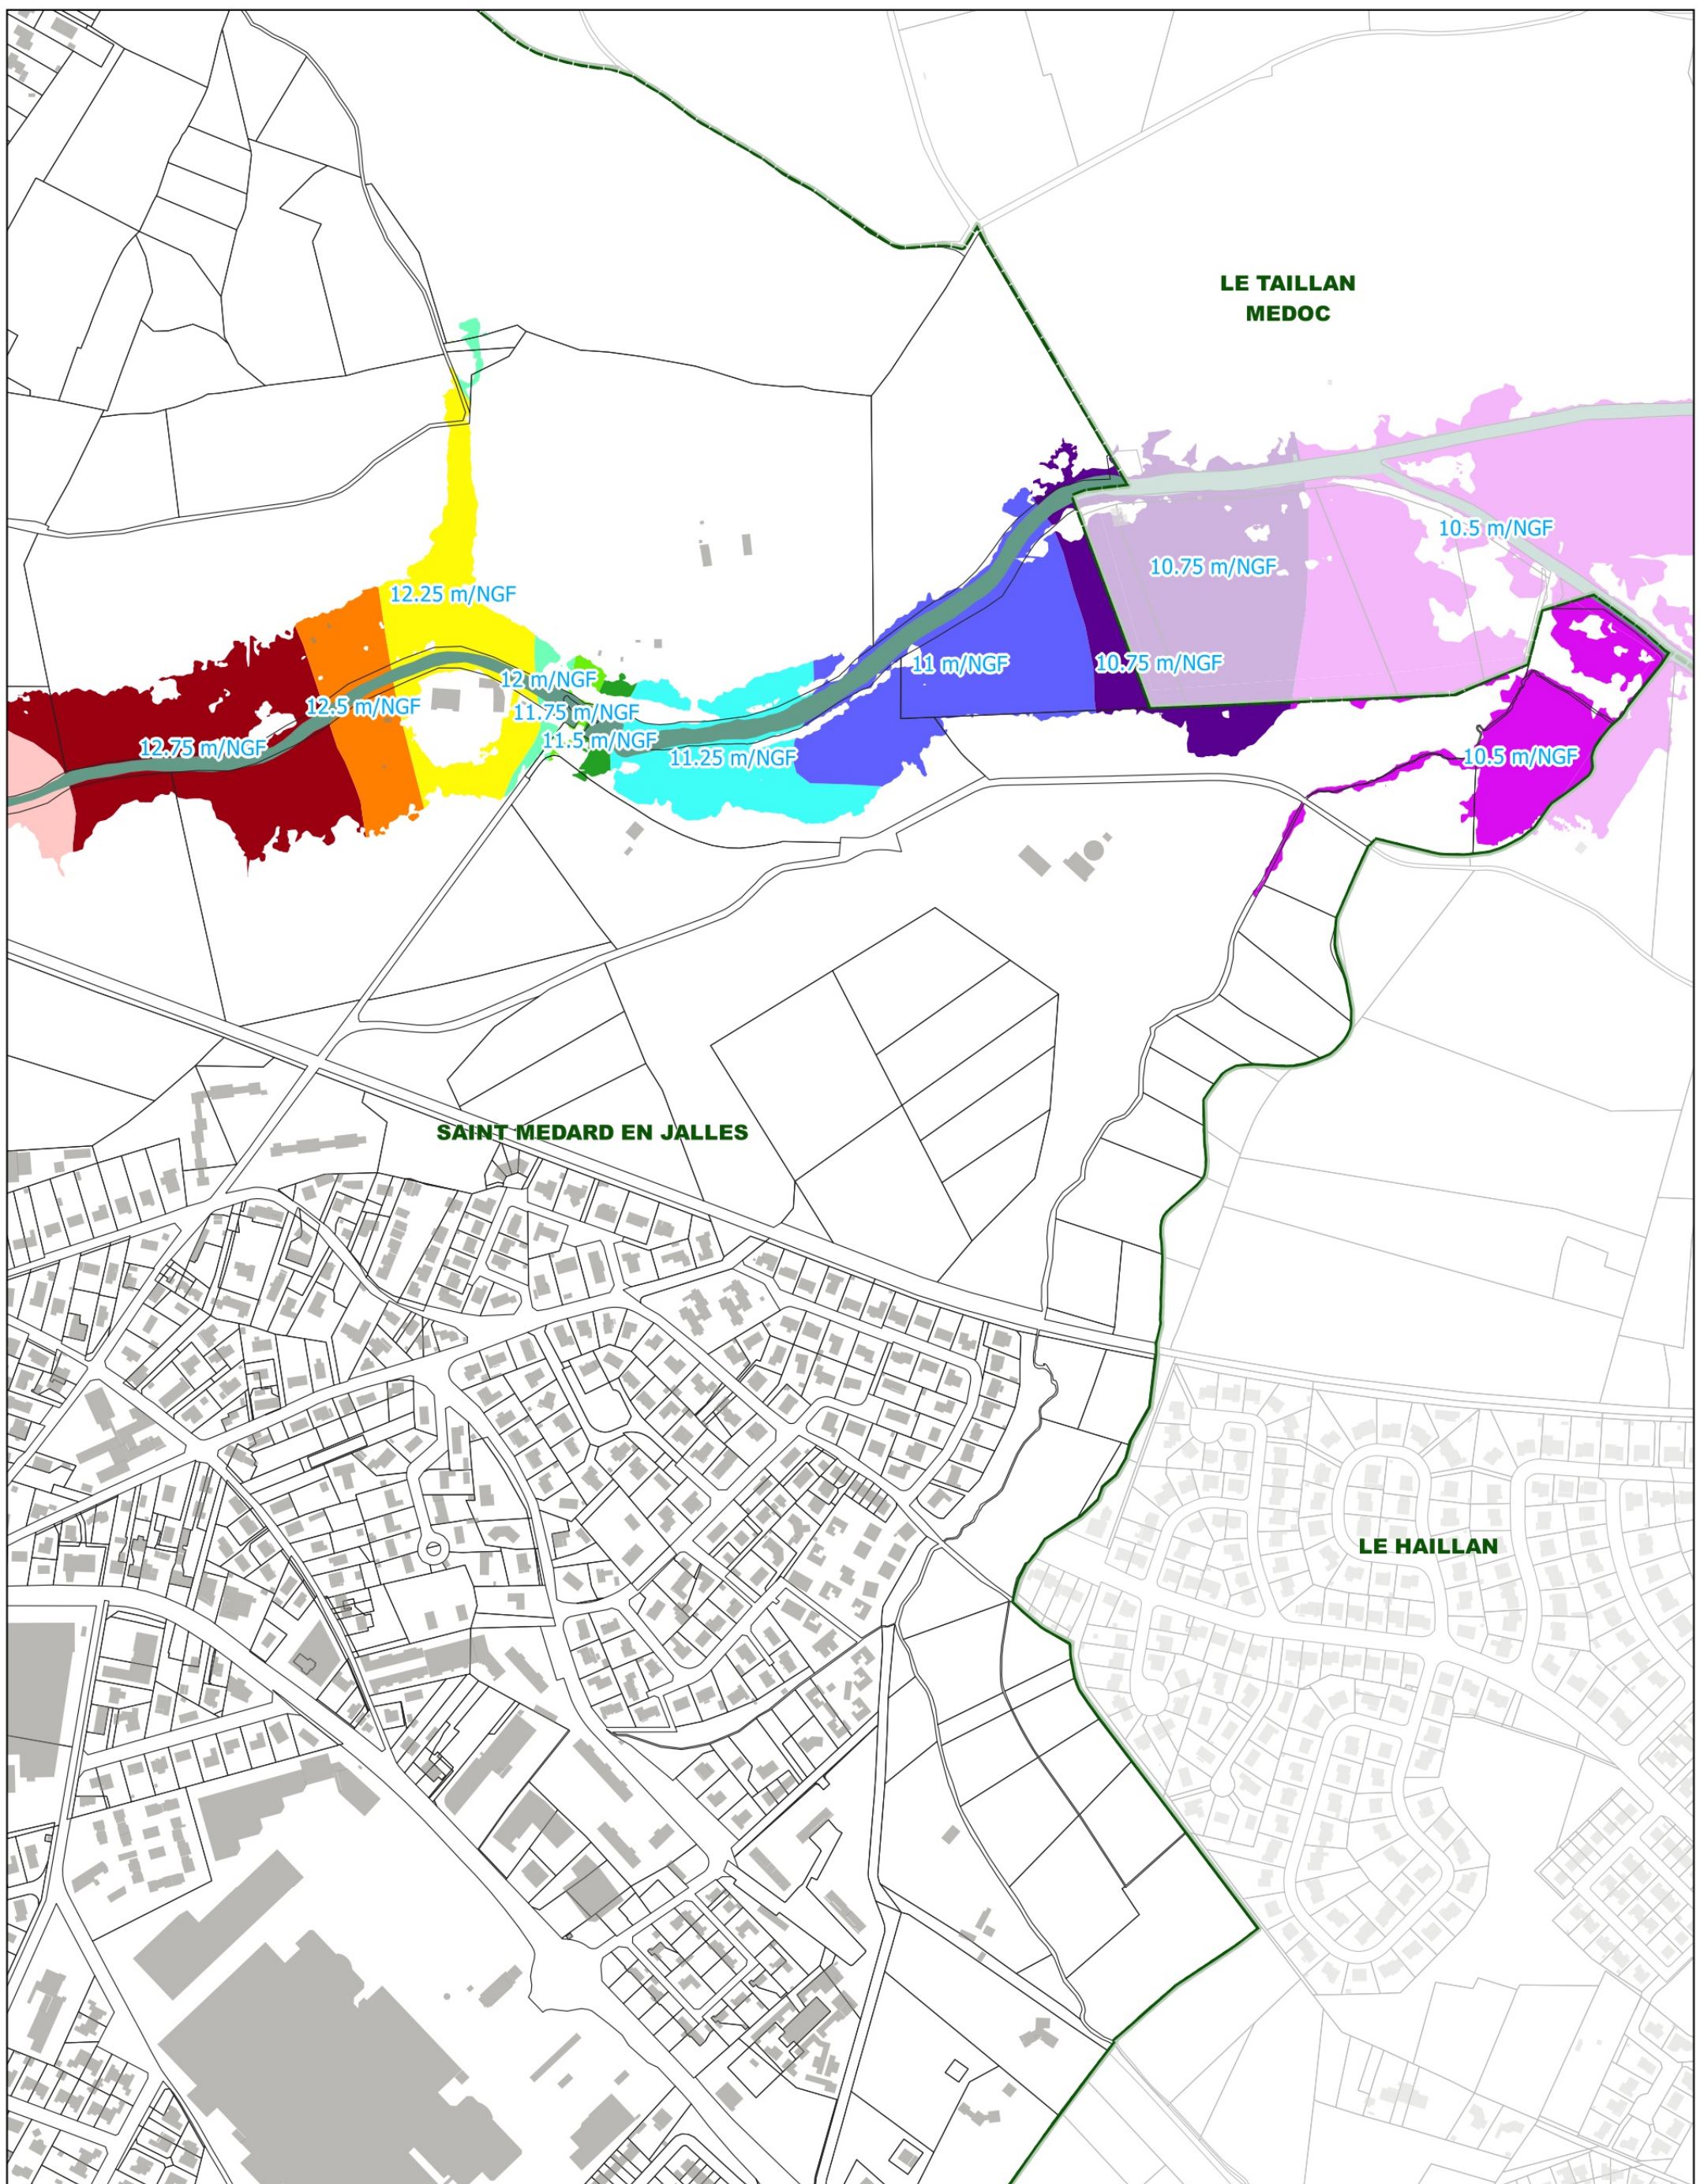 LE TAILLAN
MEDOC
10.5 m/NGF
10.75 m/NGF
12.25 m/NGF
11 m/NGF
10.75 m/NGF
12 m/NGF
12.5 m/NGF
11.75 m/NGF
11.5 m/NGF
12.75 m/NGF
11.25 m/NGF
10.5 m/NGF
SAINT MEDARD EN JALLES
LE HAILLAN